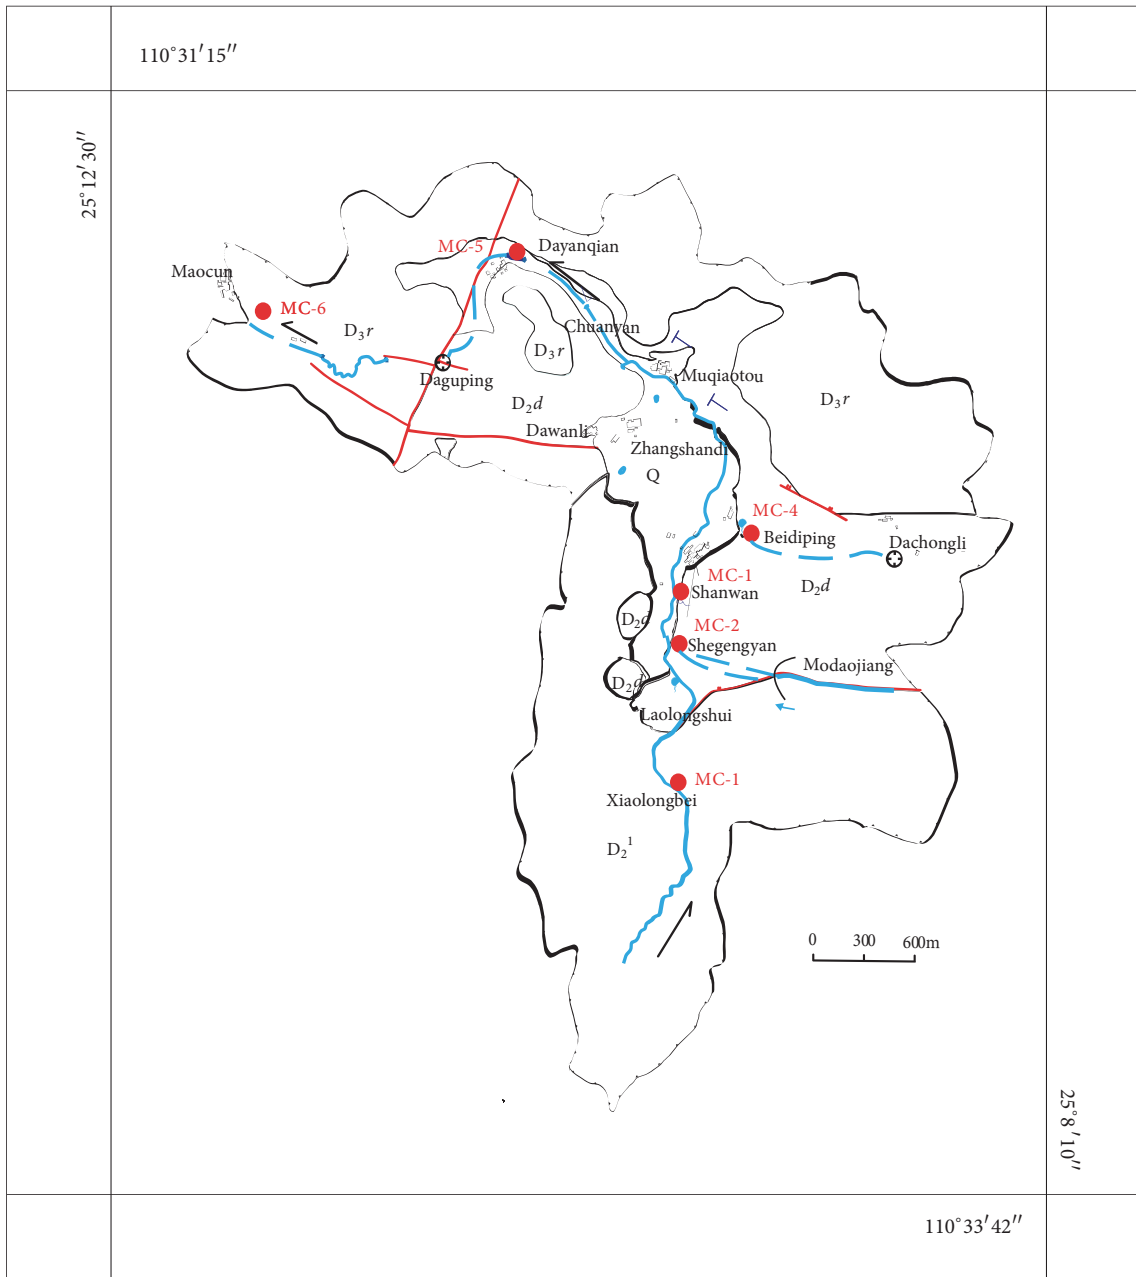 110°31′15″
25°12′30″
MC-5
Dayanqian
Maocun
MC-6
D₃r
Chuanyan
D₃r
Muqiaotou
Daguping
D₂d
D₃r
Dawanli
Zhangshandi
Q
MC-4
Beidiping
Dachongli
MC-1
Shanwan
D₂d
D₂d
MC-2
Shegengyan
Modaojiang
D₂d
Laolongshui
MC-1
Xiaolongbei
D₂¹
0 300 600m
25°8′10″
110°33′42″